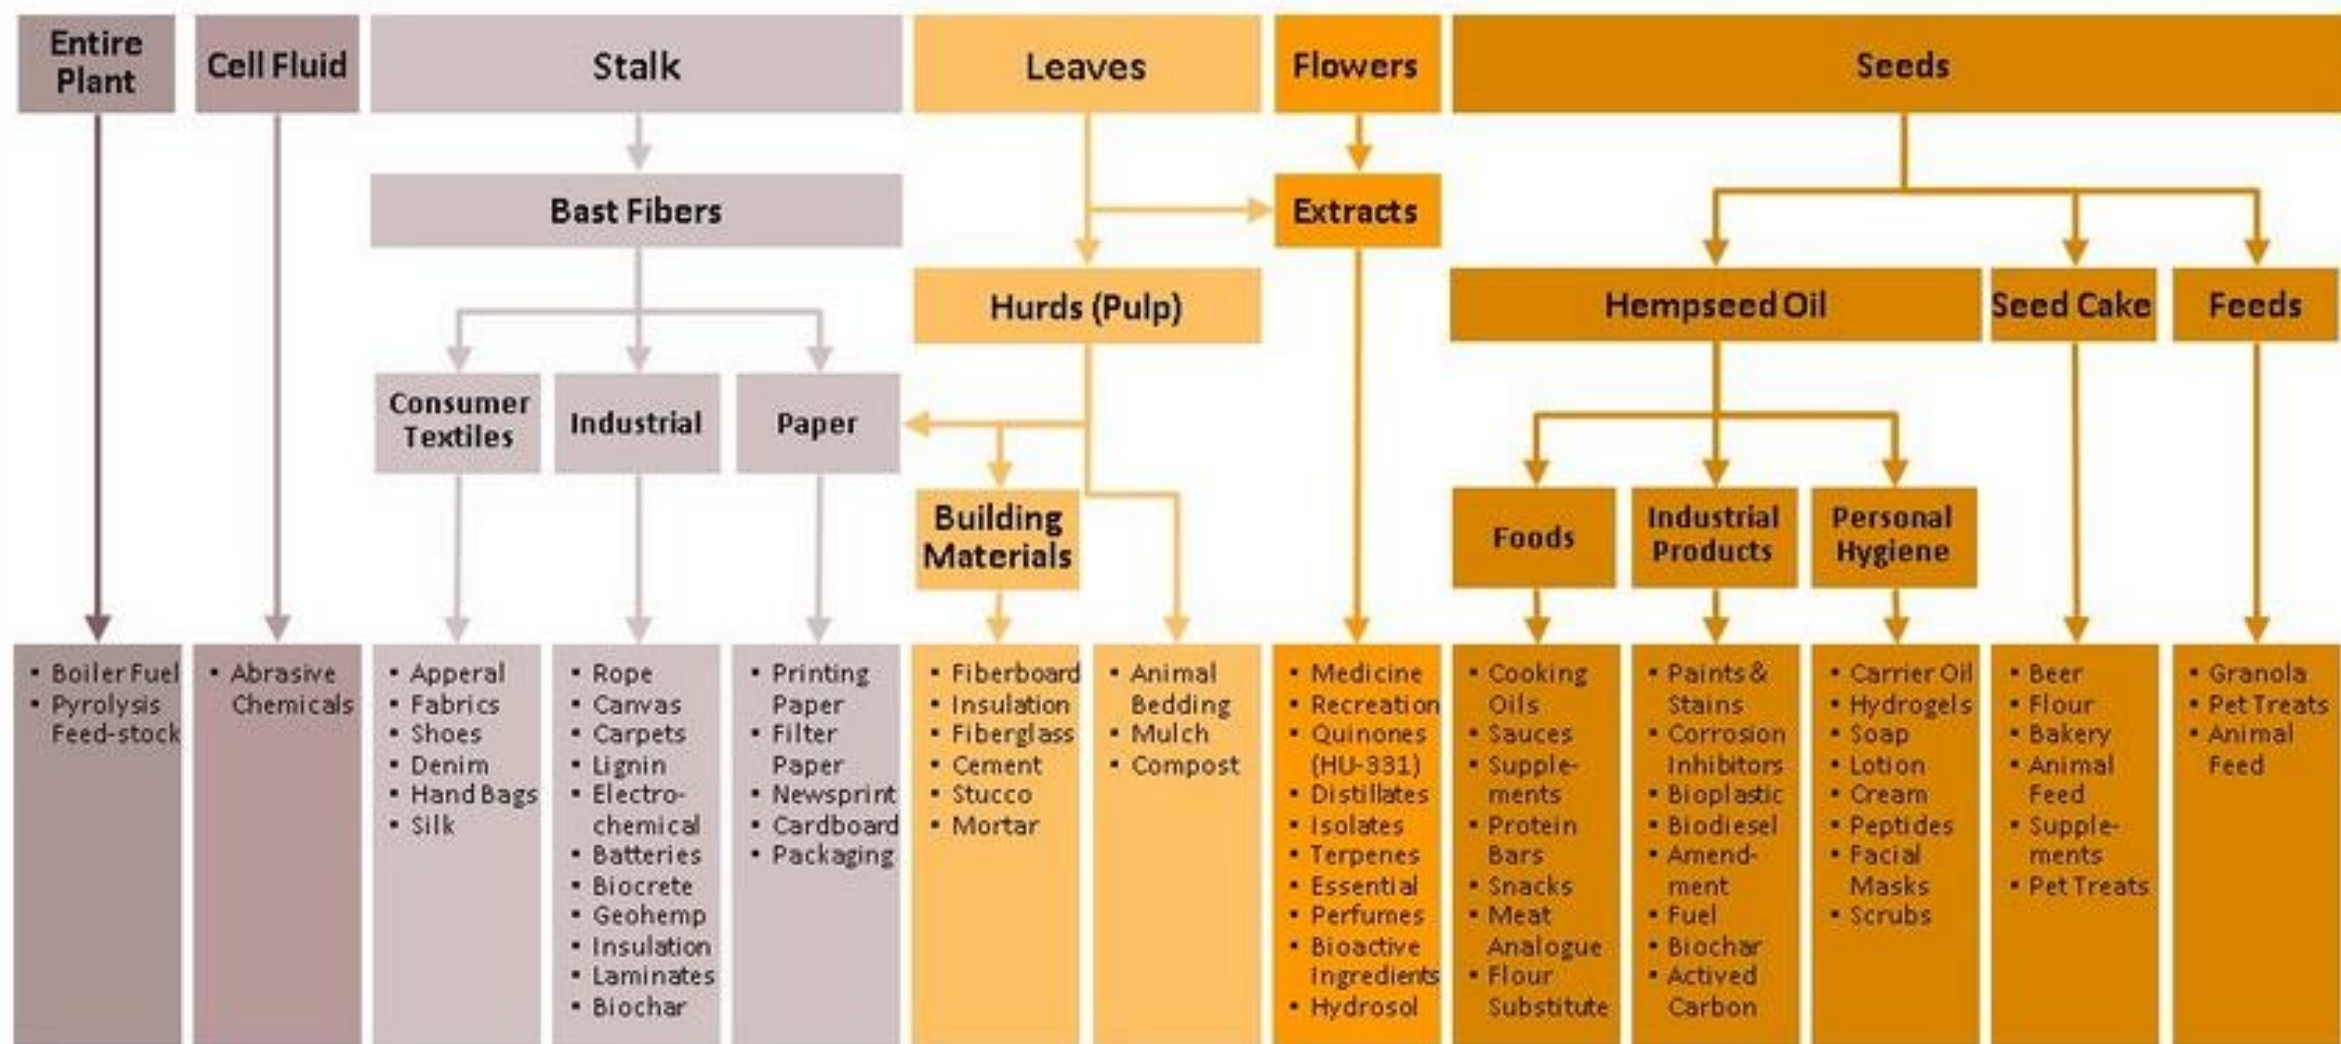 Entire
Plant
Cell Fluid
Stalk
Leaves
Flowers
Seeds
Bast Fibers
Extracts
Hurds (Pulp)
Hempseed Oil
Seed Cake
Feeds
Consumer
Textiles
Industrial
Paper
Building
Materials
Foods
Industrial
Products
Personal
Hygiene
▪ Boiler Fuel
▪ Pyrolysis
Feed-stock
▪ Abrasive
Chemicals
▪ Apperal
▪ Fabrics
▪ Shoes
▪ Denim
▪ Hand Bags
▪ Silk
▪ Rope
▪ Canvas
▪ Carpets
▪ Lignin
▪ Electro-
chemical
▪ Batteries
▪ Biocrete
▪ Geohemp
▪ Insulation
▪ Laminates
▪ Biochar
▪ Printing
Paper
▪ Filter
Paper
▪ Newsprint
▪ Cardboard
▪ Packaging
▪ Fiberboard
▪ Insulation
▪ Fiberglass
▪ Cement
▪ Stucco
▪ Mortar
▪ Animal
Bedding
▪ Mulch
▪ Compost
▪ Medicine
▪ Recreation
▪ Quinones
(HU-331)
▪ Distillates
▪ Isolates
▪ Terpenes
▪ Essential
▪ Perfumes
▪ Bioactive
Ingredients
▪ Hydrosol
▪ Cooking
Oils
▪ Sauces
▪ Supple-
ments
▪ Protein
Bars
▪ Snacks
▪ Meat
Analogue
▪ Flour
Substitute
▪ Paints &
Stains
▪ Corrosion
Inhibitors
▪ Bioplastic
▪ Biodiesel
▪ Amend-
ment
▪ Fuel
▪ Biochar
▪ Actived
Carbon
▪ Carrier Oil
▪ Hydrogels
▪ Soap
▪ Lotion
▪ Cream
▪ Peptides
▪ Facial
Masks
▪ Scrubs
▪ Beer
▪ Flour
▪ Bakery
▪ Animal
Feed
▪ Supple-
ments
▪ Pet Treats
▪ Granola
▪ Pet Treats
▪ Animal
Feed